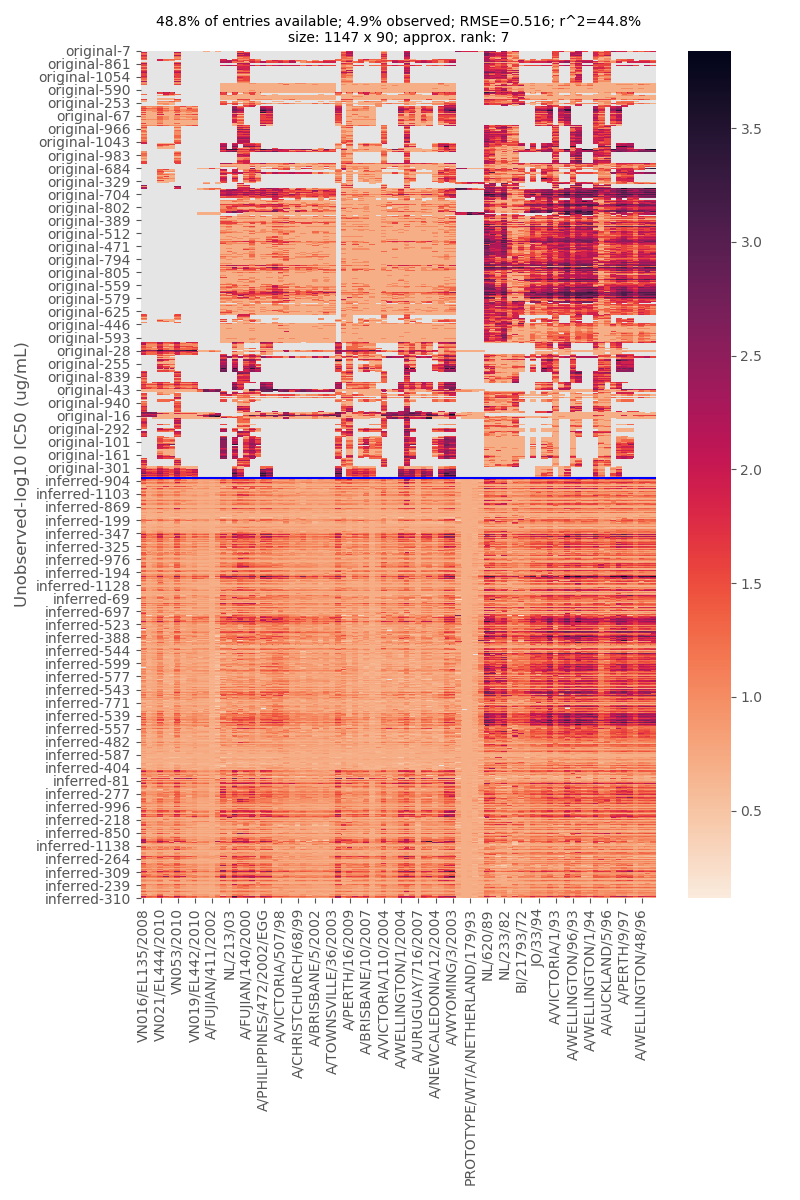 48.8% of entries available; 4.9% observed; RMSE=0.516; r^2=44.8%
size: 1147 x 90; approx. rank: 7
Unobserved-log10 IC50 (ug/mL)
original-7
original-861
original-1054
original-590
original-253
original-67
original-966
original-1043
original-983
original-684
original-329
original-704
original-802
original-389
original-512
original-471
original-794
original-805
original-559
original-579
original-625
original-446
original-593
original-28
original-255
original-839
original-43
original-940
original-16
original-292
original-101
original-161
original-301
inferred-904
inferred-1103
inferred-869
inferred-199
inferred-347
inferred-325
inferred-976
inferred-194
inferred-1128
inferred-69
inferred-697
inferred-523
inferred-388
inferred-544
inferred-599
inferred-577
inferred-543
inferred-771
inferred-539
inferred-557
inferred-482
inferred-587
inferred-404
inferred-81
inferred-277
inferred-996
inferred-218
inferred-850
inferred-1138
inferred-264
inferred-309
inferred-239
inferred-310
VN016/EL135/2008
VN021/EL444/2010
VN053/2010
VN019/EL442/2010
A/FUJIAN/411/2002
NL/213/03
A/FUJIAN/140/2000
A/PHILIPPINES/472/2002/EGG
A/VICTORIA/507/98
A/CHRISTCHURCH/68/99
A/BRISBANE/5/2002
A/TOWNSVILLE/36/2003
A/PERTH/16/2009
A/BRISBANE/10/2007
A/VICTORIA/110/2004
A/WELLINGTON/1/2004
A/URUGUAY/716/2007
A/NEWCALEDONIA/12/2004
A/WYOMING/3/2003
PROTOTYPE/WT/A/NETHERLAND/179/93
NL/620/89
NL/233/82
BI/21793/72
JO/33/94
A/VICTORIA/1/93
A/WELLINGTON/96/93
A/WELLINGTON/1/94
A/AUCKLAND/5/96
A/PERTH/9/97
A/WELLINGTON/48/96
3.5
3.0
2.5
2.0
1.5
1.0
0.5